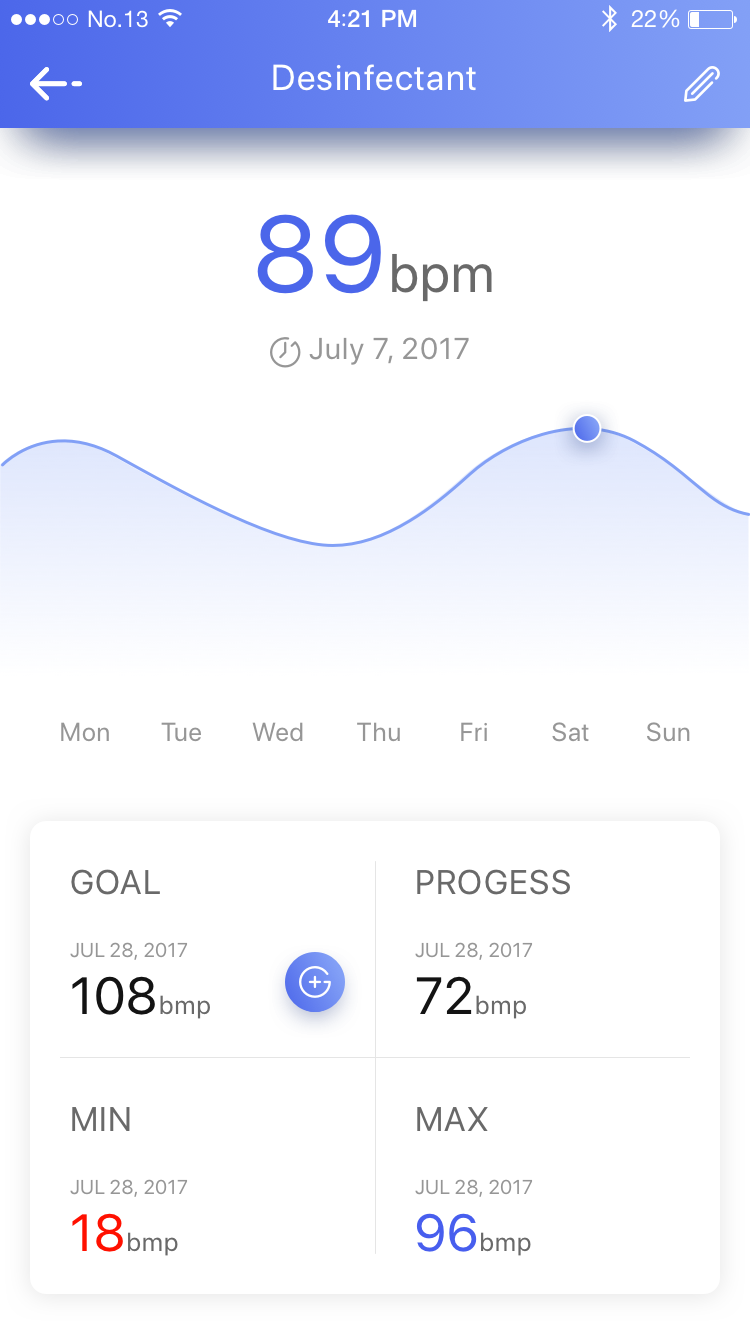 No.13 4:21 PM 22%
Desinfectant
89bpm
July 7, 2017
Mon Tue Wed Thu Fri Sat Sun
GOAL PROGESS
JUL 28, 2017 JUL 28, 2017
108bmp 72bmp
MIN MAX
JUL 28, 2017 JUL 28, 2017
18bmp 96bmp